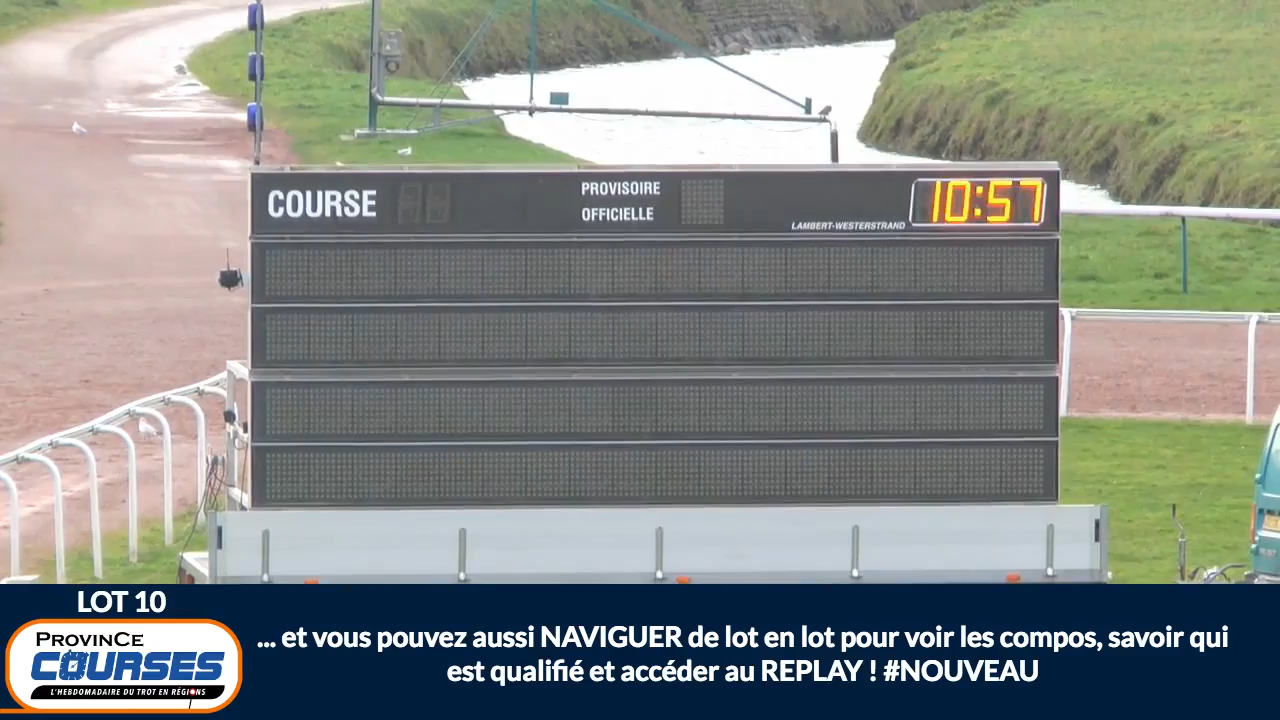 COURSE
PROVISOIRE
OFFICIELLE
LAMBERT-WESTERSTRAND
10:57
LOT 10
PROVINCE
COURSES
L'HEBDOMADAIRE DU TROT EN RÉGIONS
... et vous pouvez aussi NAVIGUER de lot en lot pour voir les compos, savoir qui
est qualifié et accéder au REPLAY ! #NOUVEAU